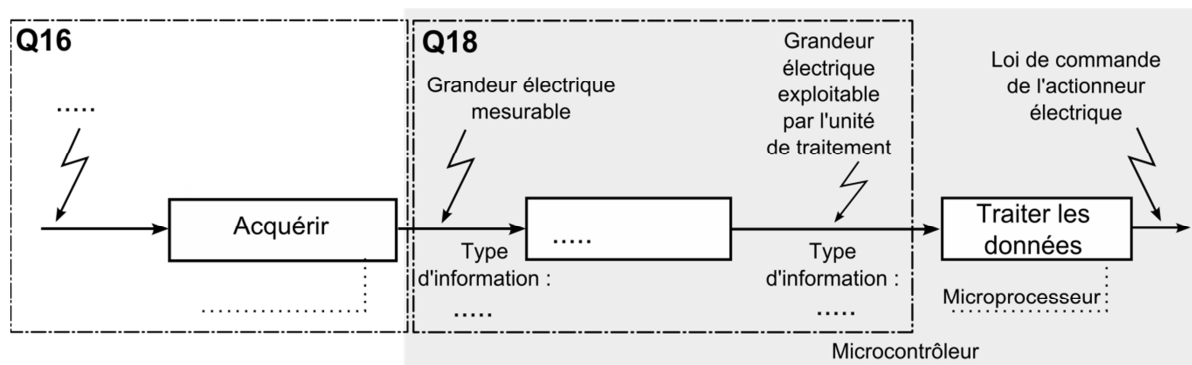 Q16
.....
Acquérir
Q18
Grandeur électrique
mesurable
Type
d'information :
.....
.....
Grandeur
électrique
exploitable
par l'unité
de traitement
Type
d'information :
.....
Loi de commande
de l'actionneur
électrique
Traiter les
données
Microprocesseur
Microcontrôleur